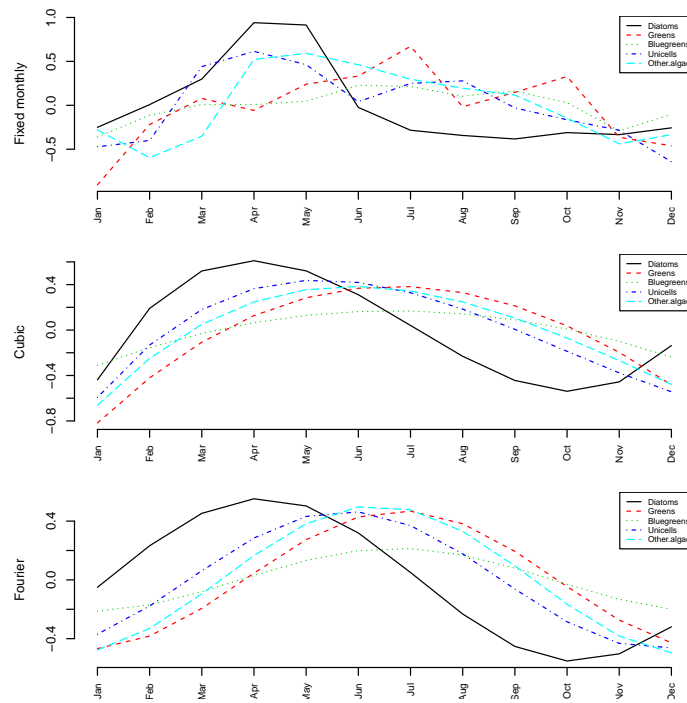 Fixed monthly
1.0
0.5
0.0
−0.5
Diatoms
Greens
Bluegreens
Unicells
Other.algae
Jan Feb Mar Apr May Jun Jul Aug Sep Oct Nov Dec
Cubic
0.4
0.0
−0.4
−0.8
Diatoms
Greens
Bluegreens
Unicells
Other.algae
Jan Feb Mar Apr May Jun Jul Aug Sep Oct Nov Dec
Fourier
0.4
0.0
−0.4
Diatoms
Greens
Bluegreens
Unicells
Other.algae
Jan Feb Mar Apr May Jun Jul Aug Sep Oct Nov Dec